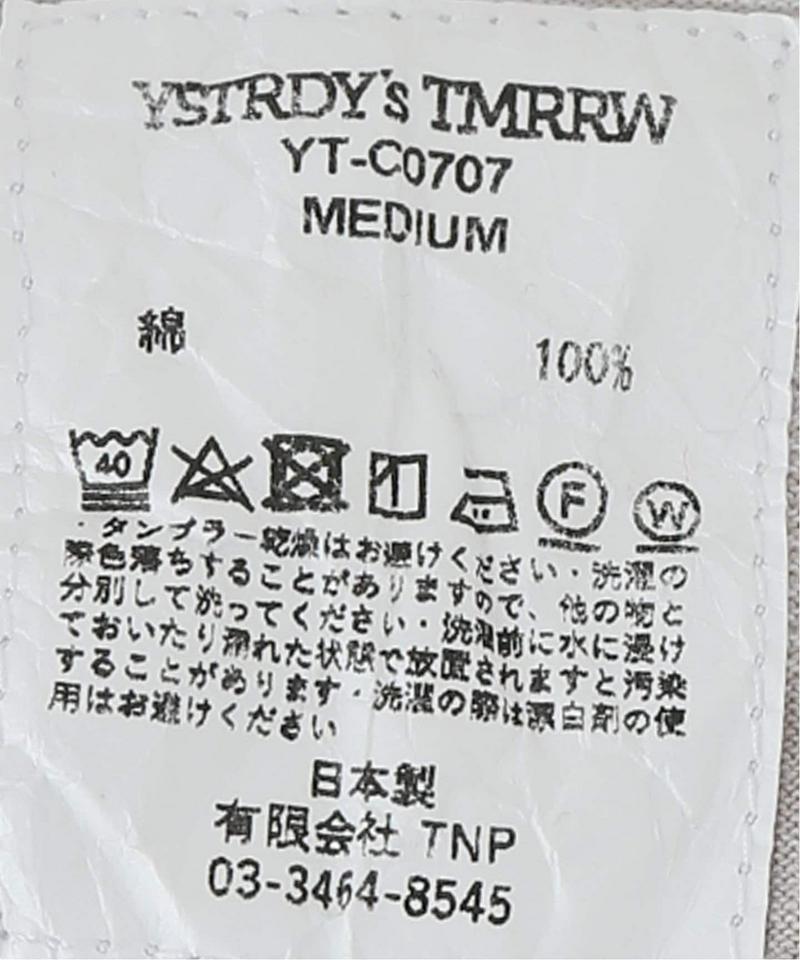 YSTRDY's TMRRW
YT-C0707
MEDIUM
綿 100%
40
F
W
・タンブラー乾燥はお避けください・洗濯の
際色落ちすることがありますので、他の物と
分別して洗ってください・洗濯前に水に浸け
ておいたり濡れた状態で放置されますと汚染
することがあります・洗濯の際は漂白剤の使
用はお避けください
日本製
有限会社 TNP
03-3464-8545